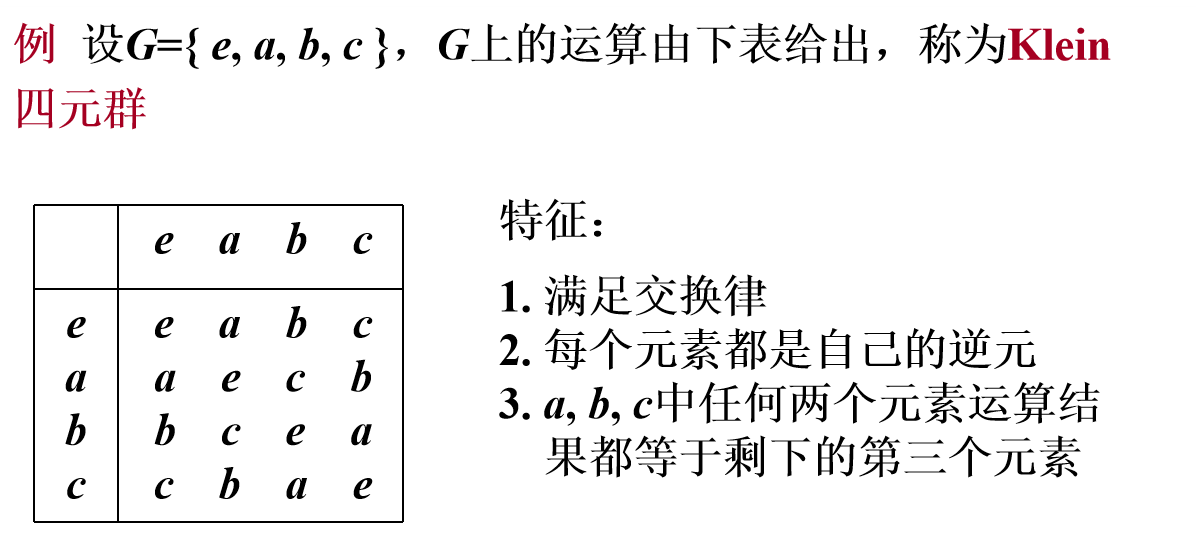 例 设G={ e, a, b, c }，G上的运算由下表给出，称为Klein
四元群
e a b c
e e a b c
a a e c b
b b c e a
c c b a e
特征：
1. 满足交换律
2. 每个元素都是自己的逆元
3. a, b, c中任何两个元素运算结
果都等于剩下的第三个元素